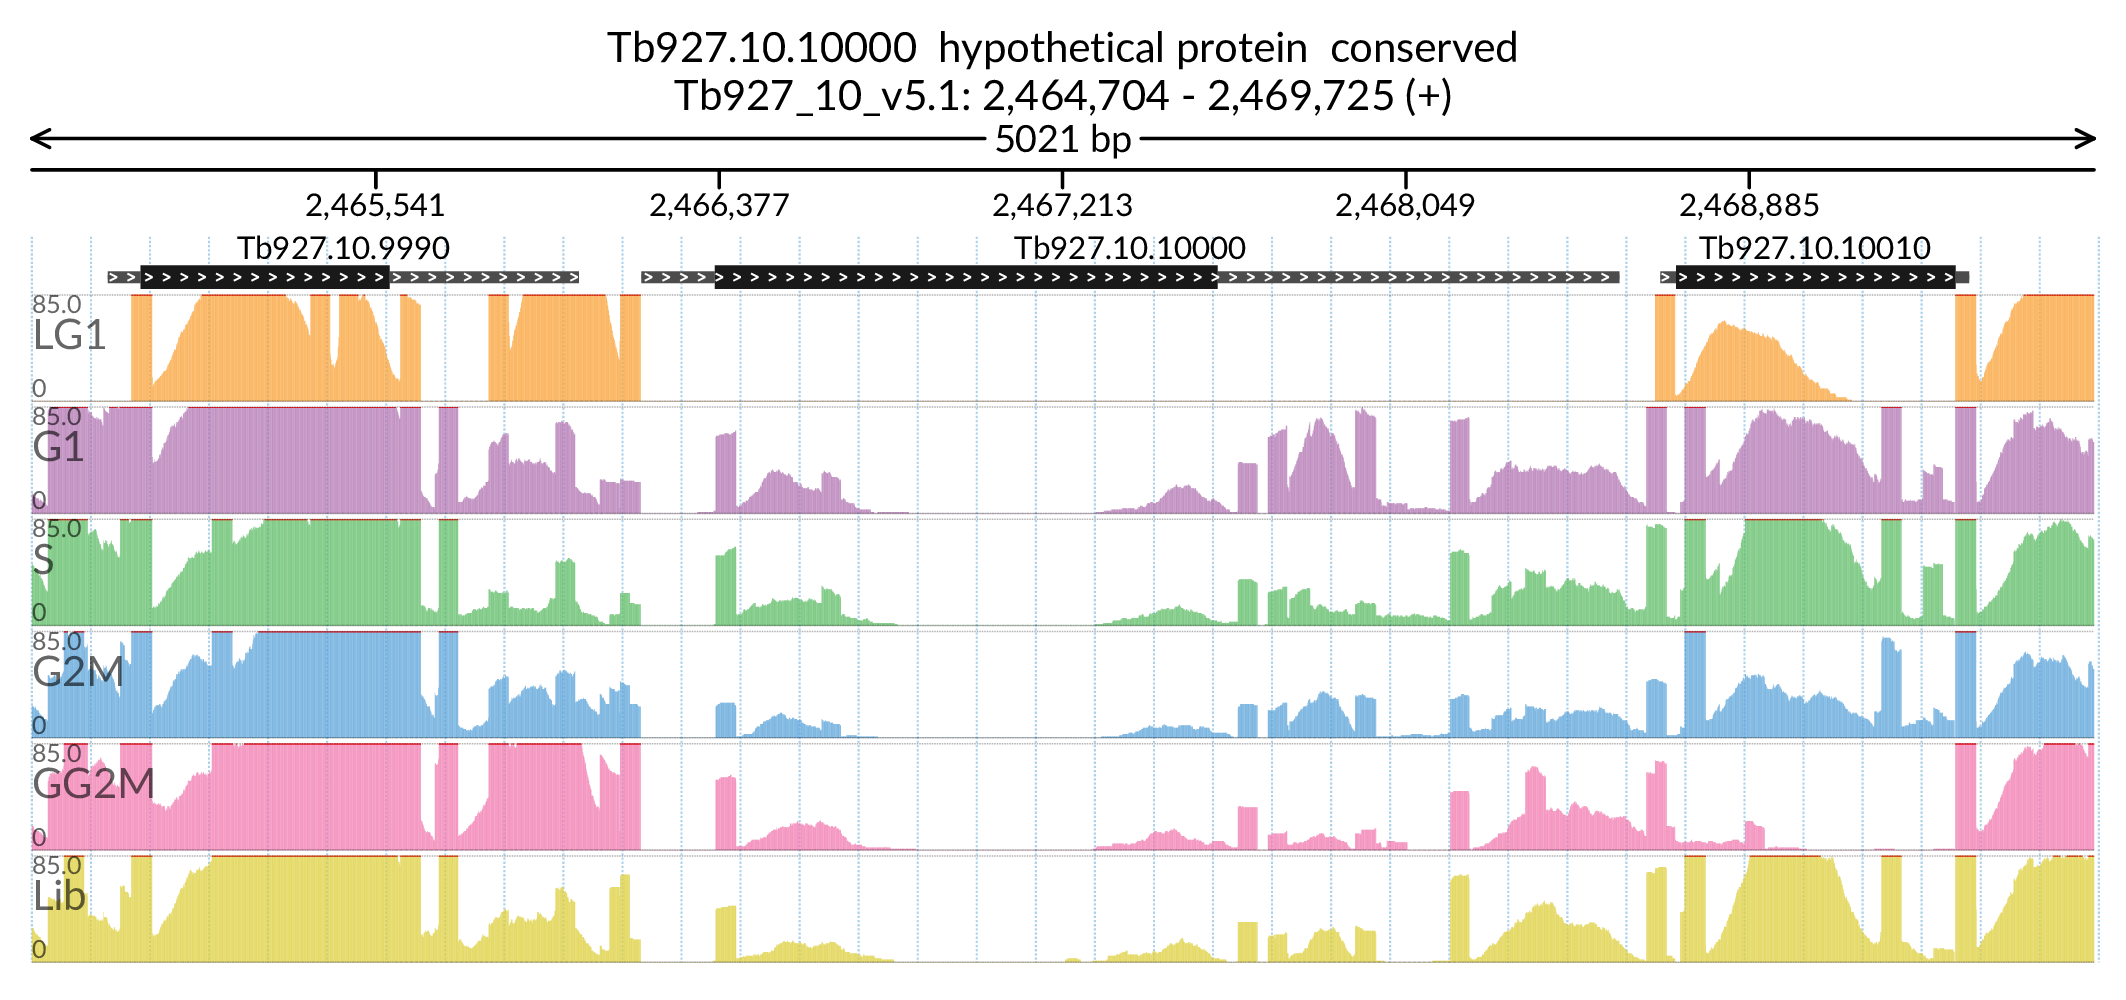 Tb927.10.10000  hypothetical protein  conserved
Tb927_10_v5.1: 2,464,704 - 2,469,725 (+)
5021 bp
2,465,541 2,466,377 2,467,213 2,468,049 2,468,885
Tb927.10.9990 Tb927.10.10000 Tb927.10.10010
85.0
LG1
0
85.0
G1
0
85.0
S
0
85.0
G2M
0
85.0
GG2M
0
85.0
Lib
0